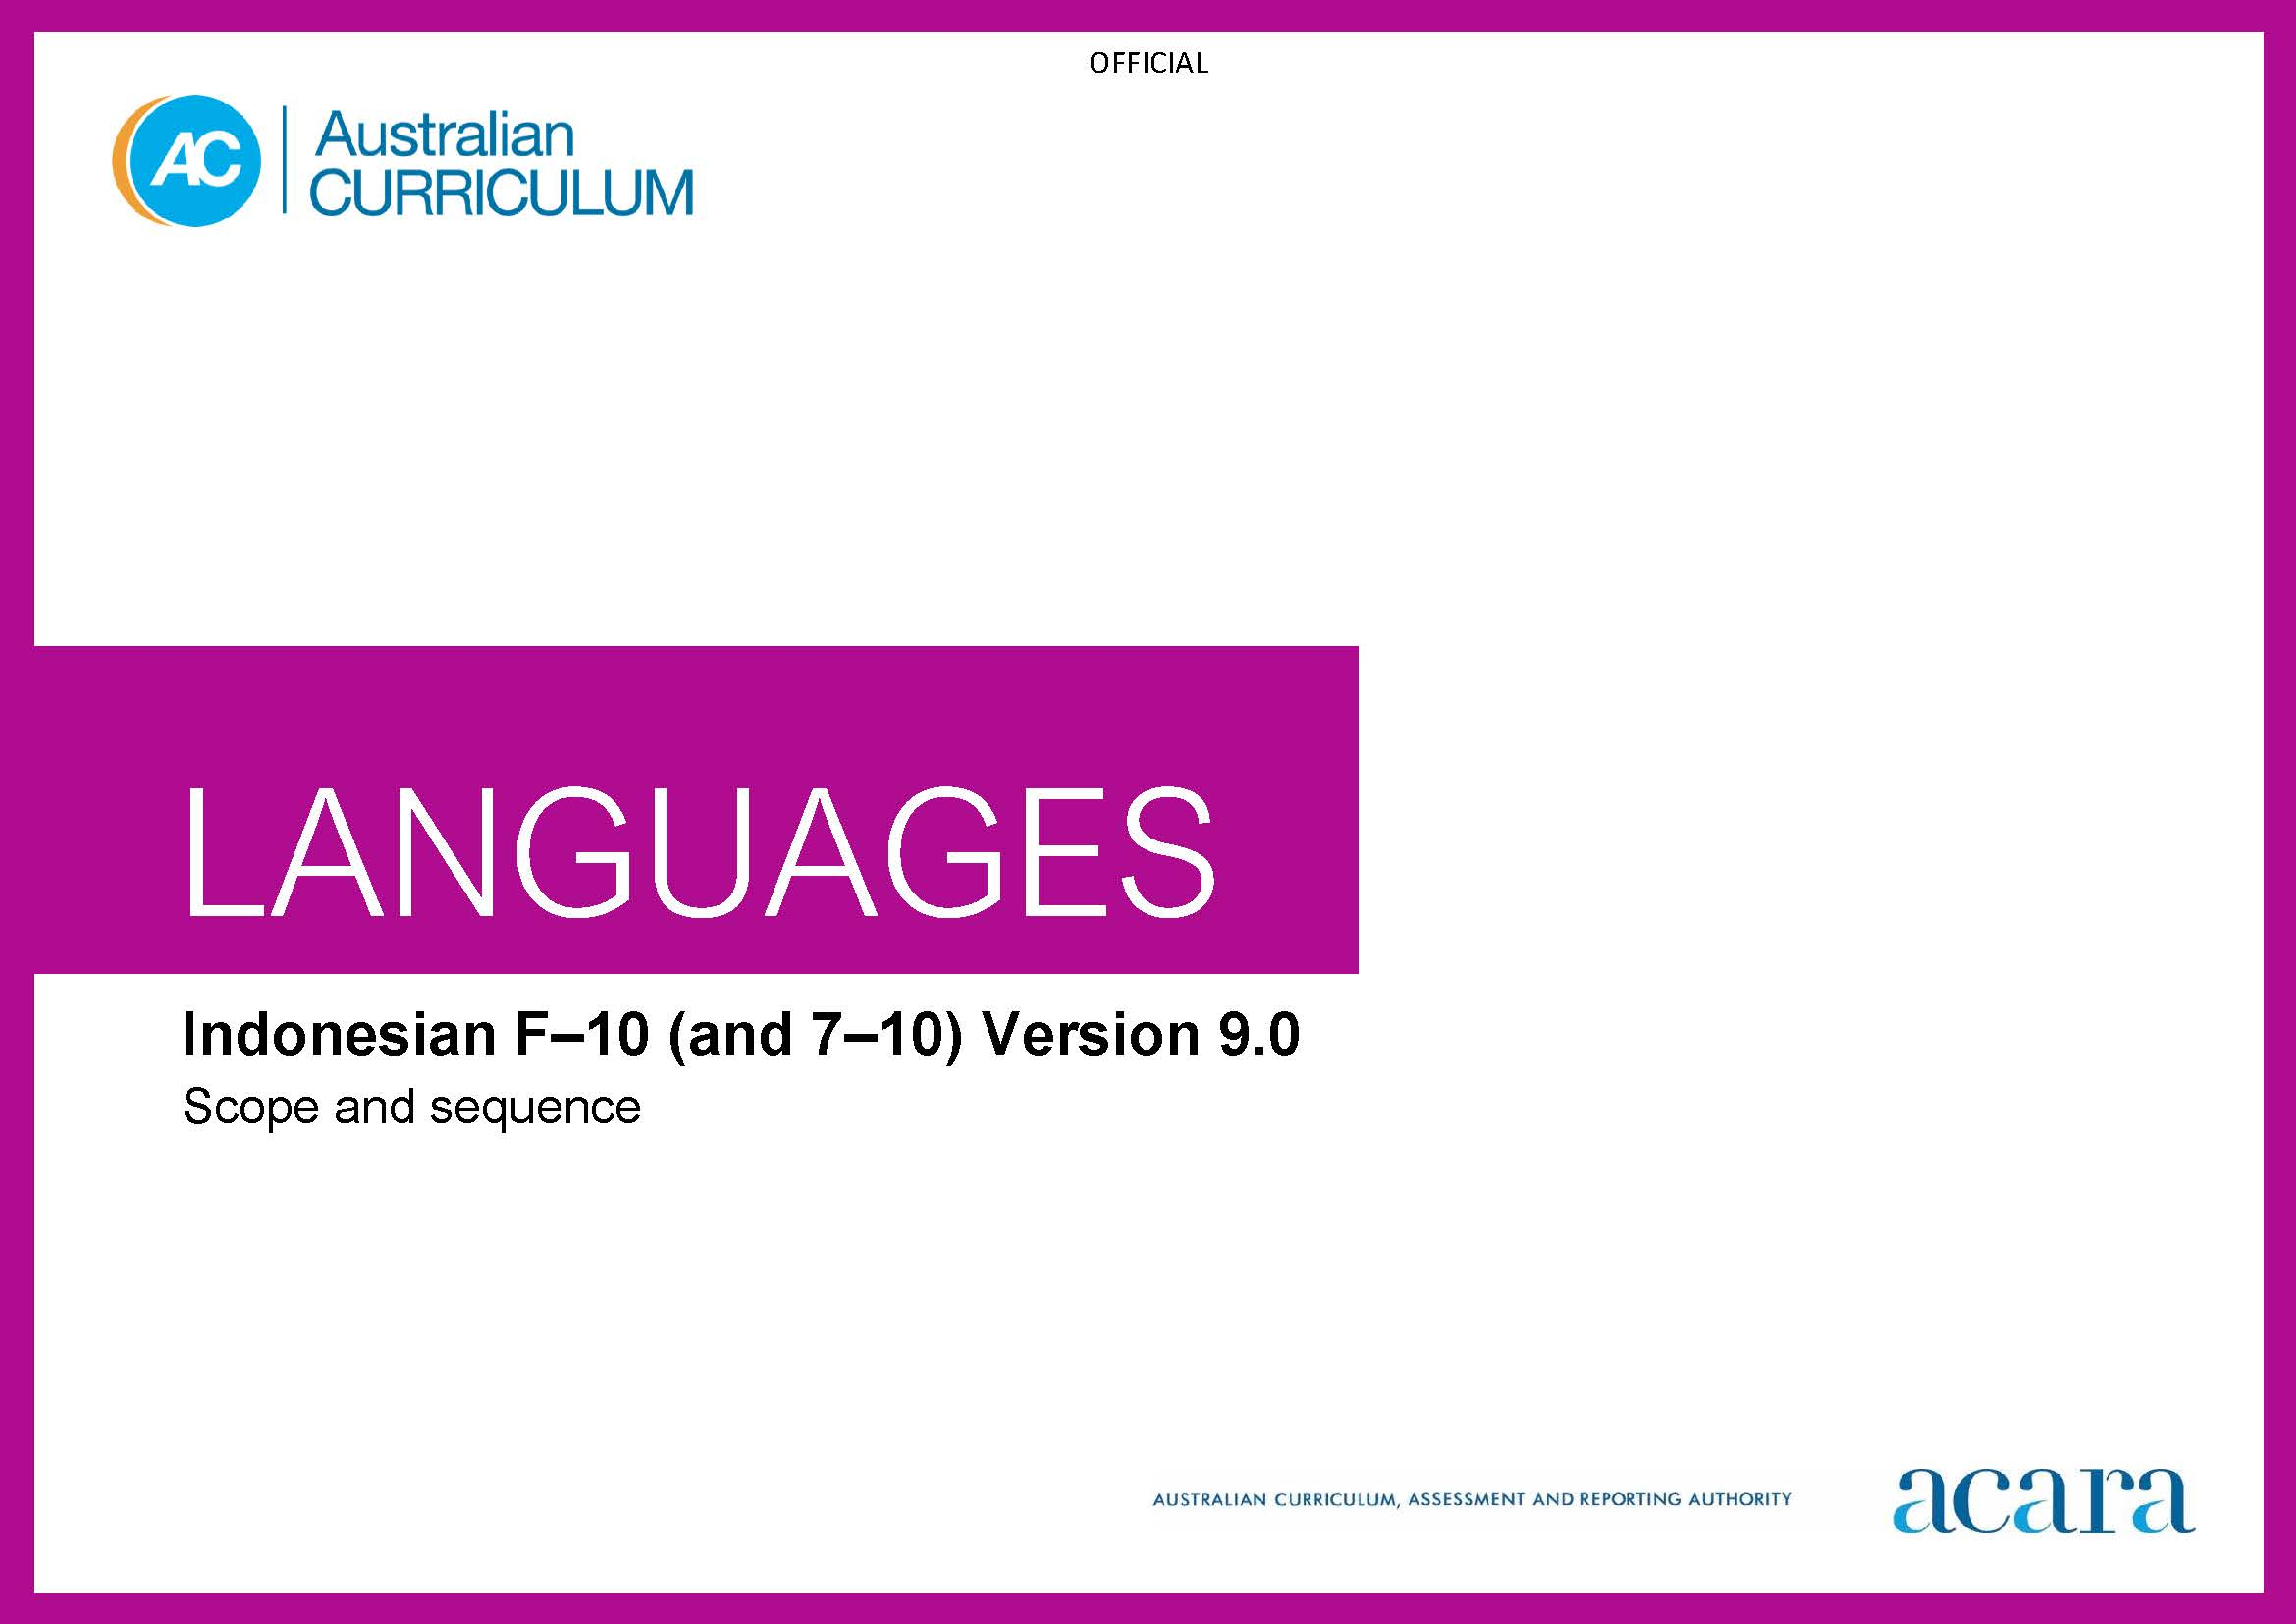 OFFICIAL
AC
Australian
CURRICULUM
LANGUAGES
Indonesian F–10 (and 7–10) Version 9.0
Scope and sequence
AUSTRALIAN CURRICULUM, ASSESSMENT AND REPORTING AUTHORITY
acara